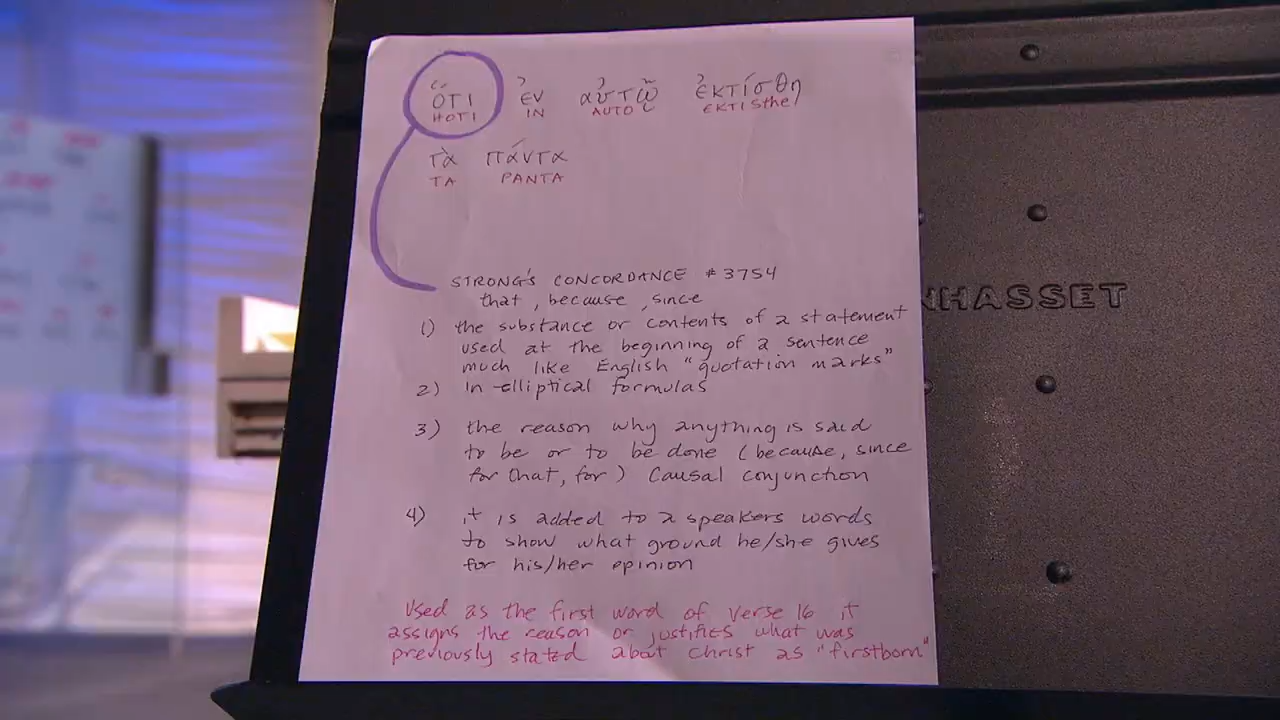 ὅτι ἐν αὐτῷ ἐκτίσθη
HOTI IN AUTO EKTISthe
τὰ πάντα
TA PANTA
STRONG'S CONCORDANCE #3754
that, because, since
1) the substance or contents of a statement
used at the beginning of a sentence
much like English "quotation marks"
2) in elliptical formulas
3) the reason why anything is said
to be or to be done (because, since
for that, for) Causal conjunction
4) it is added to a speakers words
to show what ground he/she gives
for his/her opinion
Used as the first word of verse 16 it
assigns the reason or justifies what was
previously stated about Christ as "firstborn"
NHASSET